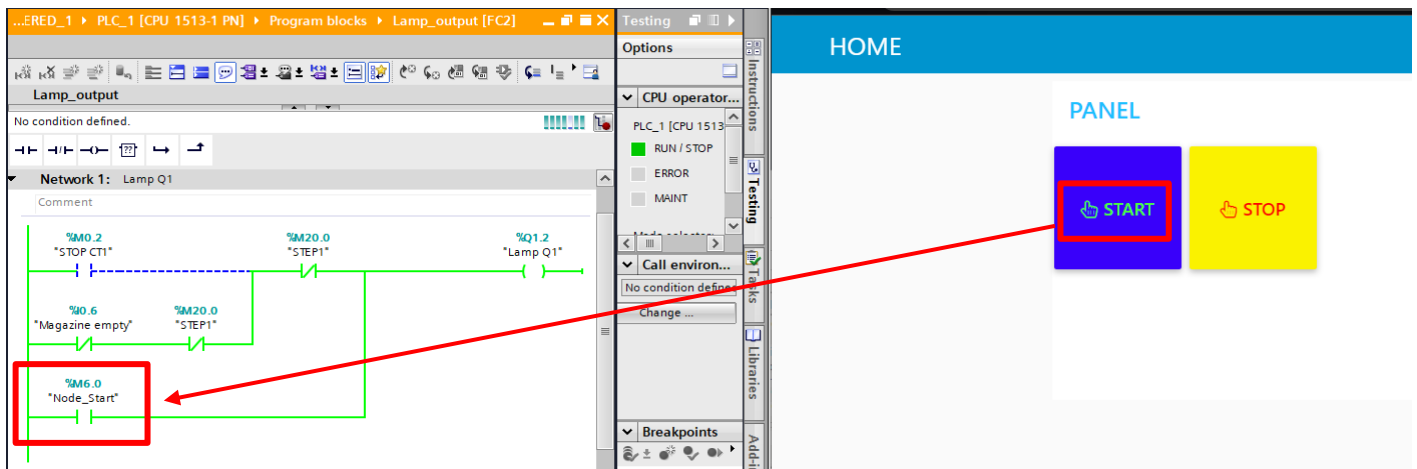 ...ERED_1 ▸ PLC_1 [CPU 1513-1 PN] ▸ Program blocks ▸ Lamp_output [FC2]
Lamp_output
No condition defined.
??
Network 1: Lamp Q1
Comment
%M0.2
"STOP CT1"
%M20.0
"STEP1"
%Q1.2
"Lamp Q1"
%I0.6
"Magazine empty"
%M20.0
"STEP1"
%M6.0
"Node_Start"
Testing
Options
CPU operator...
PLC_1 [CPU 1513
RUN / STOP
ERROR
MAINT
Call environ...
No condition define
Change ...
Breakpoints
Instructions
Testing
Tasks
Libraries
Add-i
HOME
PANEL
START
STOP